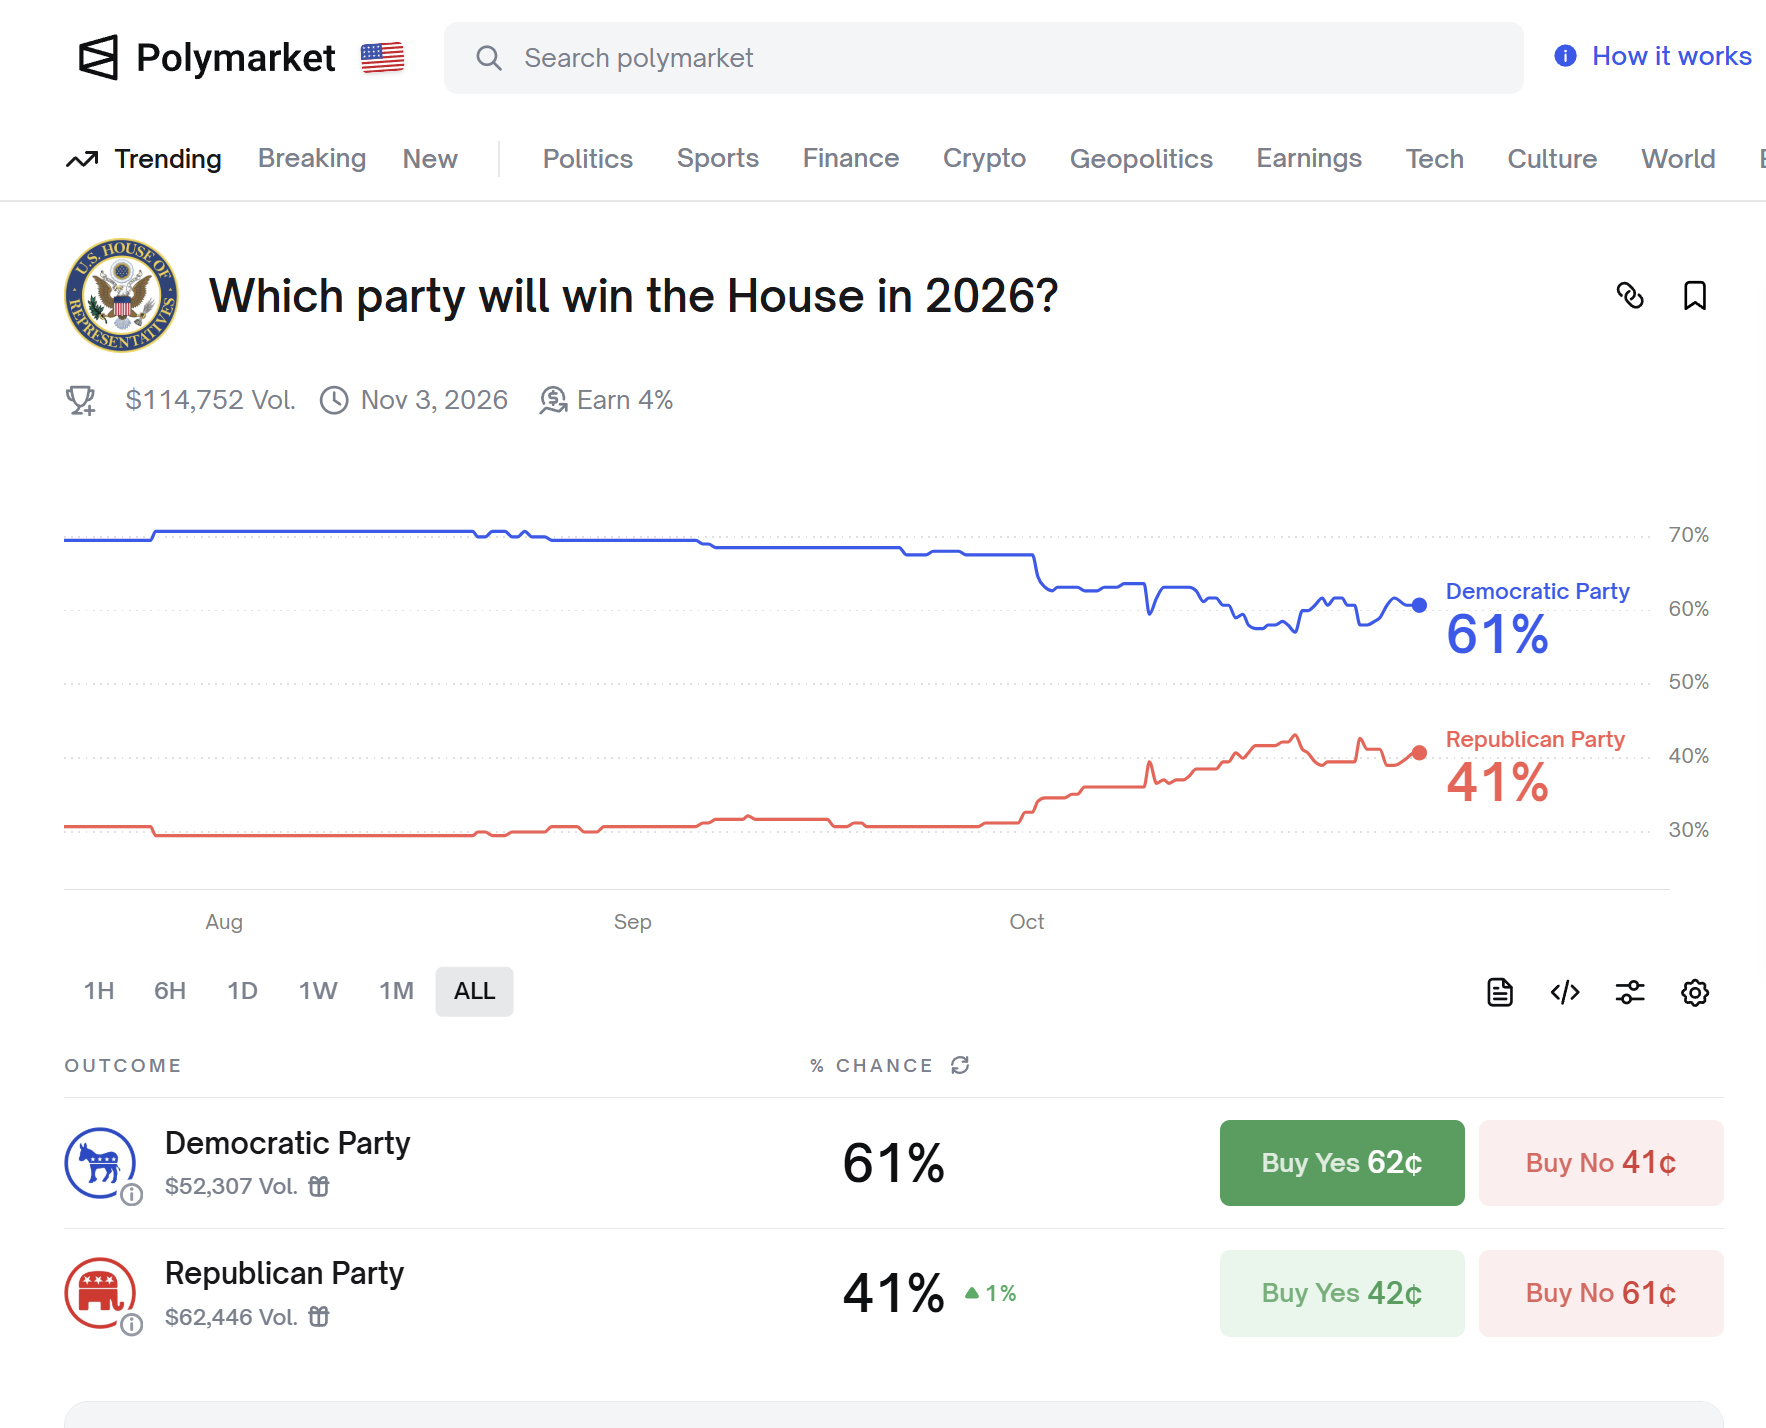 Polymarket
Search polymarket
How it works
Trending Breaking New Politics Sports Finance Crypto Geopolitics Earnings Tech Culture World
U.S. HOUSE OF REPRESENTATIVES
Which party will win the House in 2026?
$114,752 Vol. Nov 3, 2026 Earn 4%
70%
Democratic Party
60%
61%
50%
Republican Party
40%
41%
30%
Aug Sep Oct
1H 6H 1D 1W 1M ALL
OUTCOME % CHANCE
Democratic Party
$52,307 Vol.
61%
Buy Yes 62¢ Buy No 41¢
Republican Party
$62,446 Vol.
41% 1%
Buy Yes 42¢ Buy No 61¢